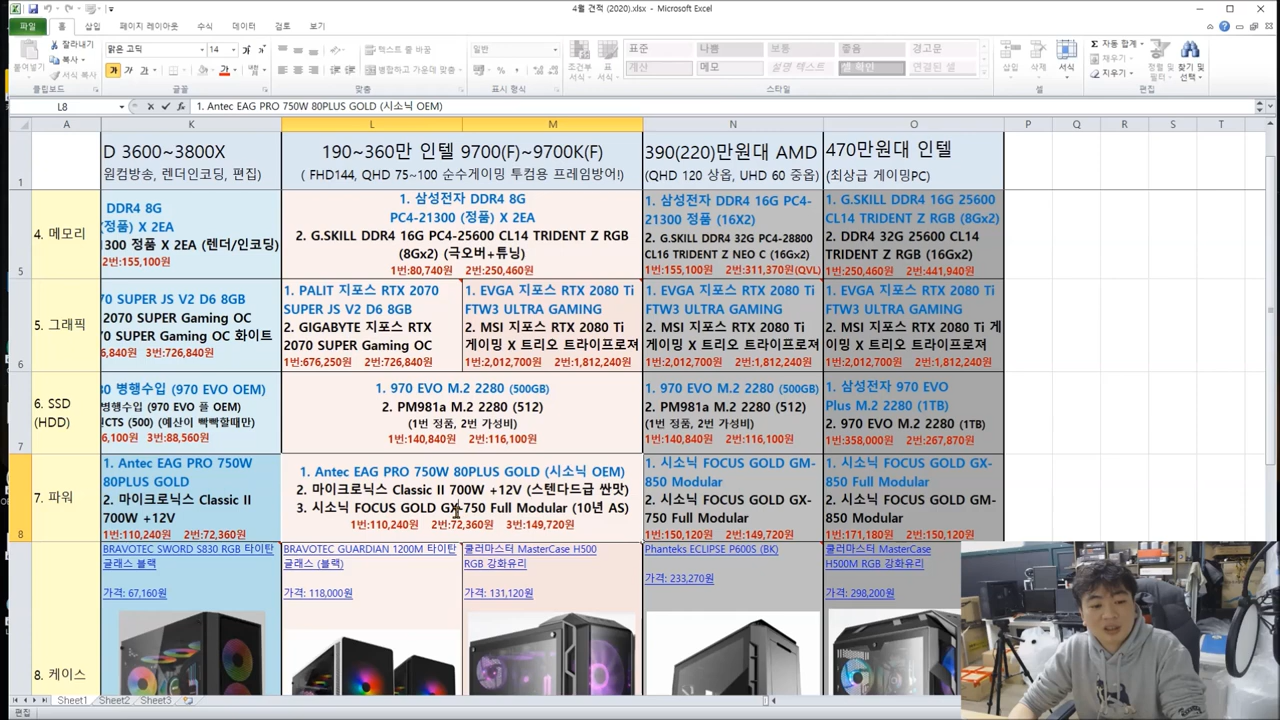 4월 견적 (2020).xlsx - Microsoft Excel
파일
홈
삽입
페이지 레이아웃
수식
데이터
검토
보기
붙여넣기
잘라내기
복사
서식 복사
클립보드
맑은 고딕
14
가
가
가
글꼴
텍스트 줄 바꿈
병합하고 가운데 맞춤
맞춤
일반
표시 형식
조건부 서식
표 서식
표준
나쁨
보통
좋음
경고문
계산
메모
설명 텍스트
셀 확인
스타일
삽입
삭제
서식
셀
자동 합계
채우기
지우기
정렬 및 필터
찾기 및 선택
편집
L8
1. Antec EAG PRO 750W 80PLUS GOLD (시소닉 OEM)
A K L M N O P Q R S T
1
D 3600~3800X
원컴방송, 렌더인코딩, 편집)
190~360만 인텔 9700(F)~9700K(F)
( FHD144, QHD 75~100 순수게이밍 투컴용 프레임방어!)
390(220)만원대 AMD
(QHD 120 상옵, UHD 60 중옵)
470만원대 인텔
(최상급 게이밍PC)
5
4. 메모리
DDR4 8G
(정품) X 2EA
300 정품 X 2EA (렌더/인코딩)
2번:155,100원
1. 삼성전자 DDR4 8G
PC4-21300 (정품) X 2EA
2. G.SKILL DDR4 16G PC4-25600 CL14 TRIDENT Z RGB
(8Gx2) (극오버+튜닝)
1번:80,740원 2번:250,460원
1. 삼성전자 DDR4 16G PC4-
21300 정품 (16X2)
2. G.SKILL DDR4 32G PC4-28800
CL16 TRIDENT Z NEO C (16Gx2)
1번:155,100원 2번:311,370원(QVL)
1. G.SKILL DDR4 16G 25600
CL14 TRIDENT Z RGB (8Gx2)
2. DDR4 32G 25600 CL14
TRIDENT Z RGB (16Gx2)
1번:250,460원 2번:441,940원
6
5. 그래픽
70 SUPER JS V2 D6 8GB
2070 SUPER Gaming OC
70 SUPER Gaming OC 화이트
6,840원 3번:726,840원
1. PALIT 지포스 RTX 2070
SUPER JS V2 D6 8GB
2. GIGABYTE 지포스 RTX
2070 SUPER Gaming OC
1번:676,250원 2번:726,840원
1. EVGA 지포스 RTX 2080 Ti
FTW3 ULTRA GAMING
2. MSI 지포스 RTX 2080 Ti
게이밍 X 트리오 트라이프로져
1번:2,012,700원 2번:1,812,240원
1. EVGA 지포스 RTX 2080 Ti
FTW3 ULTRA GAMING
2. MSI 지포스 RTX 2080 Ti
게이밍 X 트리오 트라이프로져
1번:2,012,700원 2번:1,812,240원
1. EVGA 지포스 RTX 2080 Ti
FTW3 ULTRA GAMING
2. MSI 지포스 RTX 2080 Ti 게
이밍 X 트리오 트라이프로져
1번:2,012,700원 2번:1,812,240원
7
6. SSD
(HDD)
30 병행수입 (970 EVO OEM)
병행수입 (970 EVO 플 OEM)
CTS (500) (예산이 빡빡할때만)
6,100원 3번:88,560원
1. 970 EVO M.2 2280 (500GB)
2. PM981a M.2 2280 (512)
(1번 정품, 2번 가성비)
1번:140,840원 2번:116,100원
1. 970 EVO M.2 2280 (500GB)
2. PM981a M.2 2280 (512)
(1번 정품, 2번 가성비)
1번:140,840원 2번:116,100원
1. 삼성전자 970 EVO
Plus M.2 2280 (1TB)
2. 970 EVO M.2 2280 (1TB)
1번:358,000원 2번:267,870원
8
7. 파워
1. Antec EAG PRO 750W
80PLUS GOLD
2. 마이크로닉스 Classic II
700W +12V
1번:110,240원 2번:72,360원
1. Antec EAG PRO 750W 80PLUS GOLD (시소닉 OEM)
2. 마이크로닉스 Classic II 700W +12V (스텐다드급 싼맛)
3. 시소닉 FOCUS GOLD GX-750 Full Modular (10년 AS)
1번:110,240원 2번:72,360원 3번:149,720원
1. 시소닉 FOCUS GOLD GM-
850 Modular
2. 시소닉 FOCUS GOLD GX-
750 Full Modular
1번:150,120원 2번:149,720원
1. 시소닉 FOCUS GOLD GX-
850 Full Modular
2. 시소닉 FOCUS GOLD GM-
850 Modular
1번:171,180원 2번:150,120원
8. 케이스
BRAVOTEC SWORD S830 RGB 타이탄
글래스 블랙
가격: 67,160원
BRAVOTEC GUARDIAN 1200M 타이탄
글래스 (블랙)
가격: 118,000원
쿨러마스터 MasterCase H500
RGB 강화유리
가격: 131,120원
Phanteks ECLIPSE P600S (BK)
가격: 233,270원
쿨러마스터 MasterCase
H500M RGB 강화유리
가격: 298,200원
Sheet1 Sheet2 Sheet3
편집